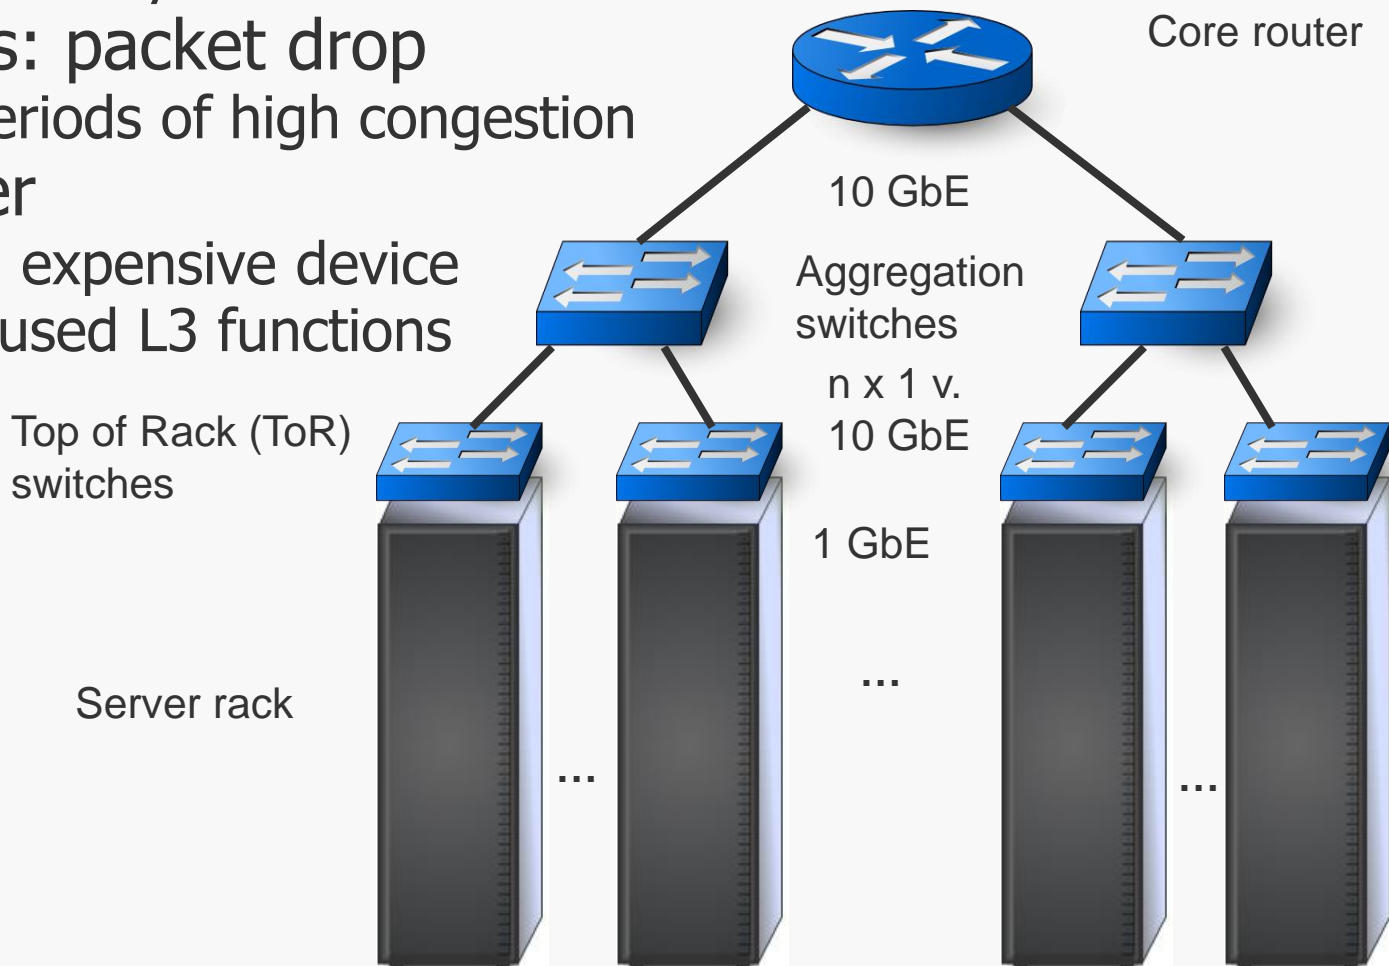 s: packet drop
eriods of high congestion
er
expensive device
used L3 functions
Core router
10 GbE
Aggregation
switches
n x 1 v.
10 GbE
Top of Rack (ToR)
switches
1 GbE
Server rack
...
...
...